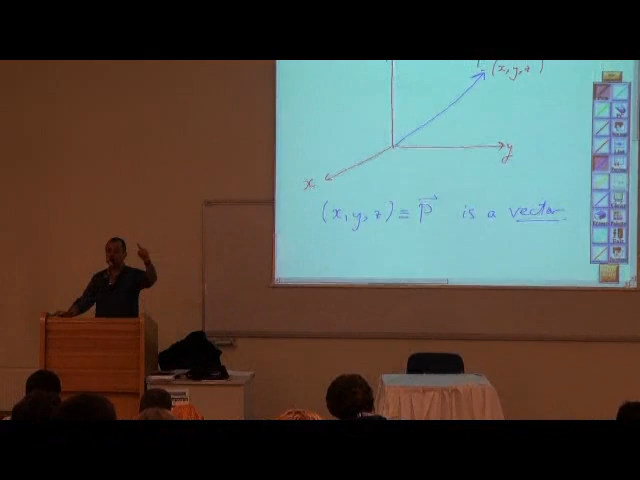 (x, y, z)
y
x
(x, y, z) ≡ p⃗ is a vector.